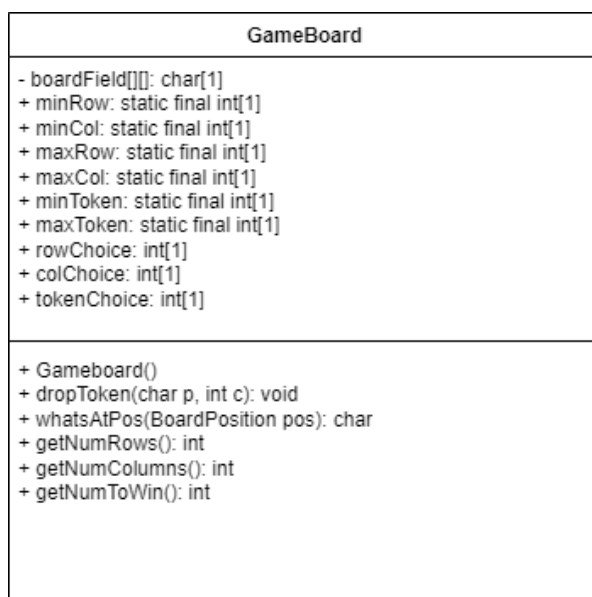 GameBoard
- boardField[][]: char[1]
+ minRow: static final int[1]
+ minCol: static final int[1]
+ maxRow: static final int[1]
+ maxCol: static final int[1]
+ minToken: static final int[1]
+ maxToken: static final int[1]
+ rowChoice: int[1]
+ colChoice: int[1]
+ tokenChoice: int[1]
+ Gameboard()
+ dropToken(char p, int c): void
+ whatsAtPos(BoardPosition pos): char
+ getNumRows(): int
+ getNumColumns(): int
+ getNumToWin(): int